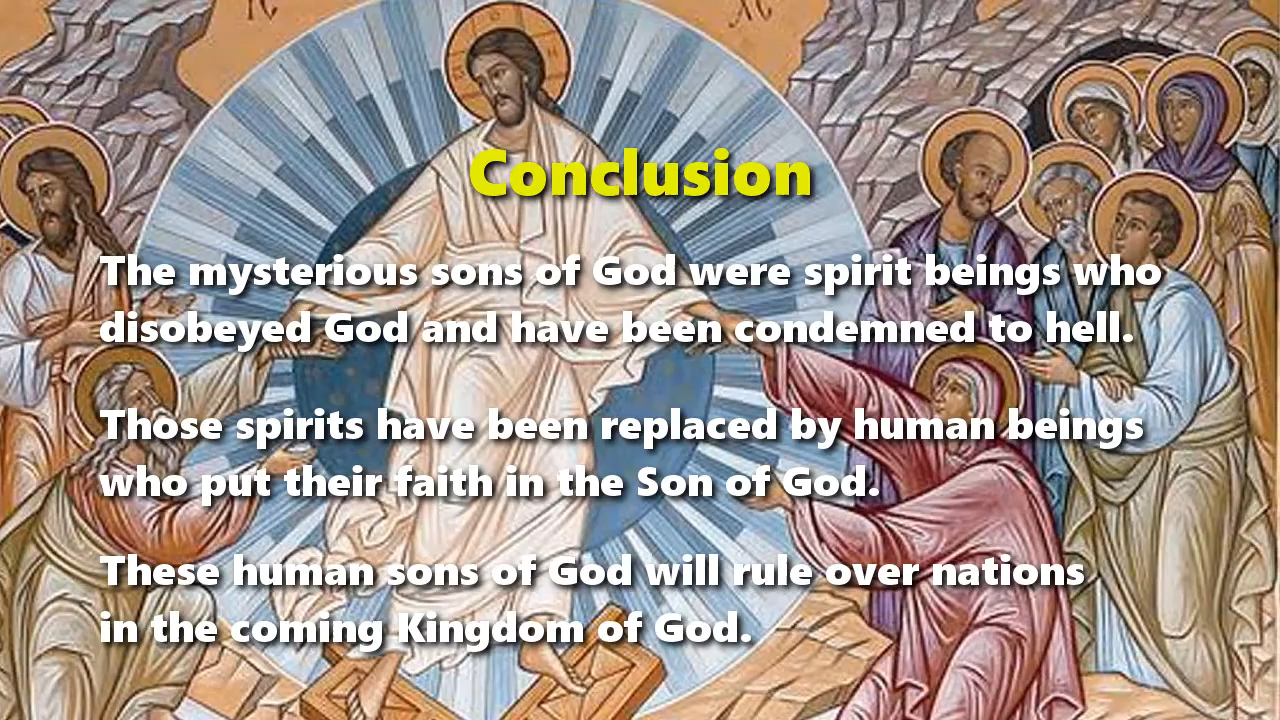 Conclusion
The mysterious sons of God were spirit beings who
disobeyed God and have been condemned to hell.
Those spirits have been replaced by human beings
who put their faith in the Son of God.
These human sons of God will rule over nations
in the coming Kingdom of God.